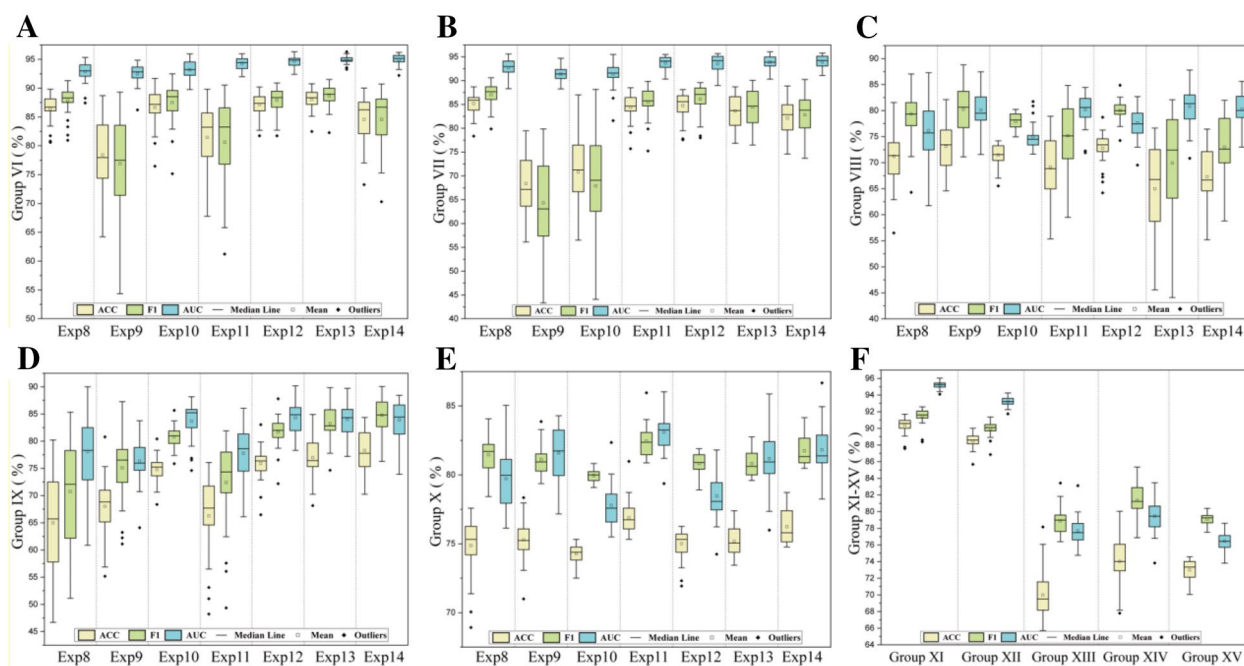 A
Group VI ( % )
95
90
85
80
75
70
65
60
55
50
ACC F1 AUC Median Line Mean Outliers
Exp8 Exp9 Exp10 Exp11 Exp12 Exp13 Exp14
B
Group VII ( % )
95
90
85
80
75
70
65
60
55
50
45
40
ACC F1 AUC Median Line Mean Outliers
Exp8 Exp9 Exp10 Exp11 Exp12 Exp13 Exp14
C
Group VIII ( % )
90
85
80
75
70
65
60
55
50
45
40
ACC F1 AUC Median Line Mean Outliers
Exp8 Exp9 Exp10 Exp11 Exp12 Exp13 Exp14
D
Group IX ( % )
90
85
80
75
70
65
60
55
50
45
ACC F1 AUC Median Line Mean Outliers
Exp8 Exp9 Exp10 Exp11 Exp12 Exp13 Exp14
E
Group X ( % )
85
80
75
70
ACC F1 AUC Median Line Mean Outliers
Exp8 Exp9 Exp10 Exp11 Exp12 Exp13 Exp14
F
Group XI-XV ( % )
96
94
92
90
88
86
84
82
80
78
76
74
72
70
68
66
64
ACC F1 AUC Median Line Mean Outliers
Group XI Group XII Group XIII Group XIV Group XV